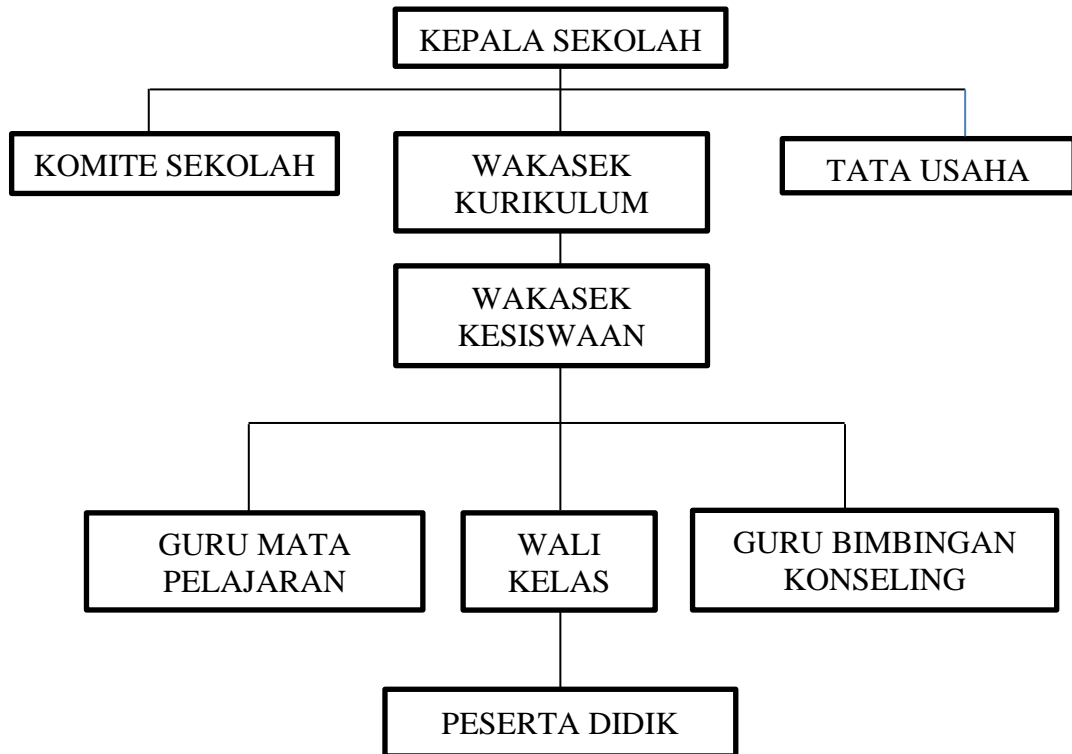 KEPALA SEKOLAH
KOMITE SEKOLAH
WAKASEK
KURIKULUM
TATA USAHA
WAKASEK
KESISWAAN
GURU MATA
PELAJARAN
WALI
KELAS
GURU BIMBINGAN
KONSELING
PESERTA DIDIK